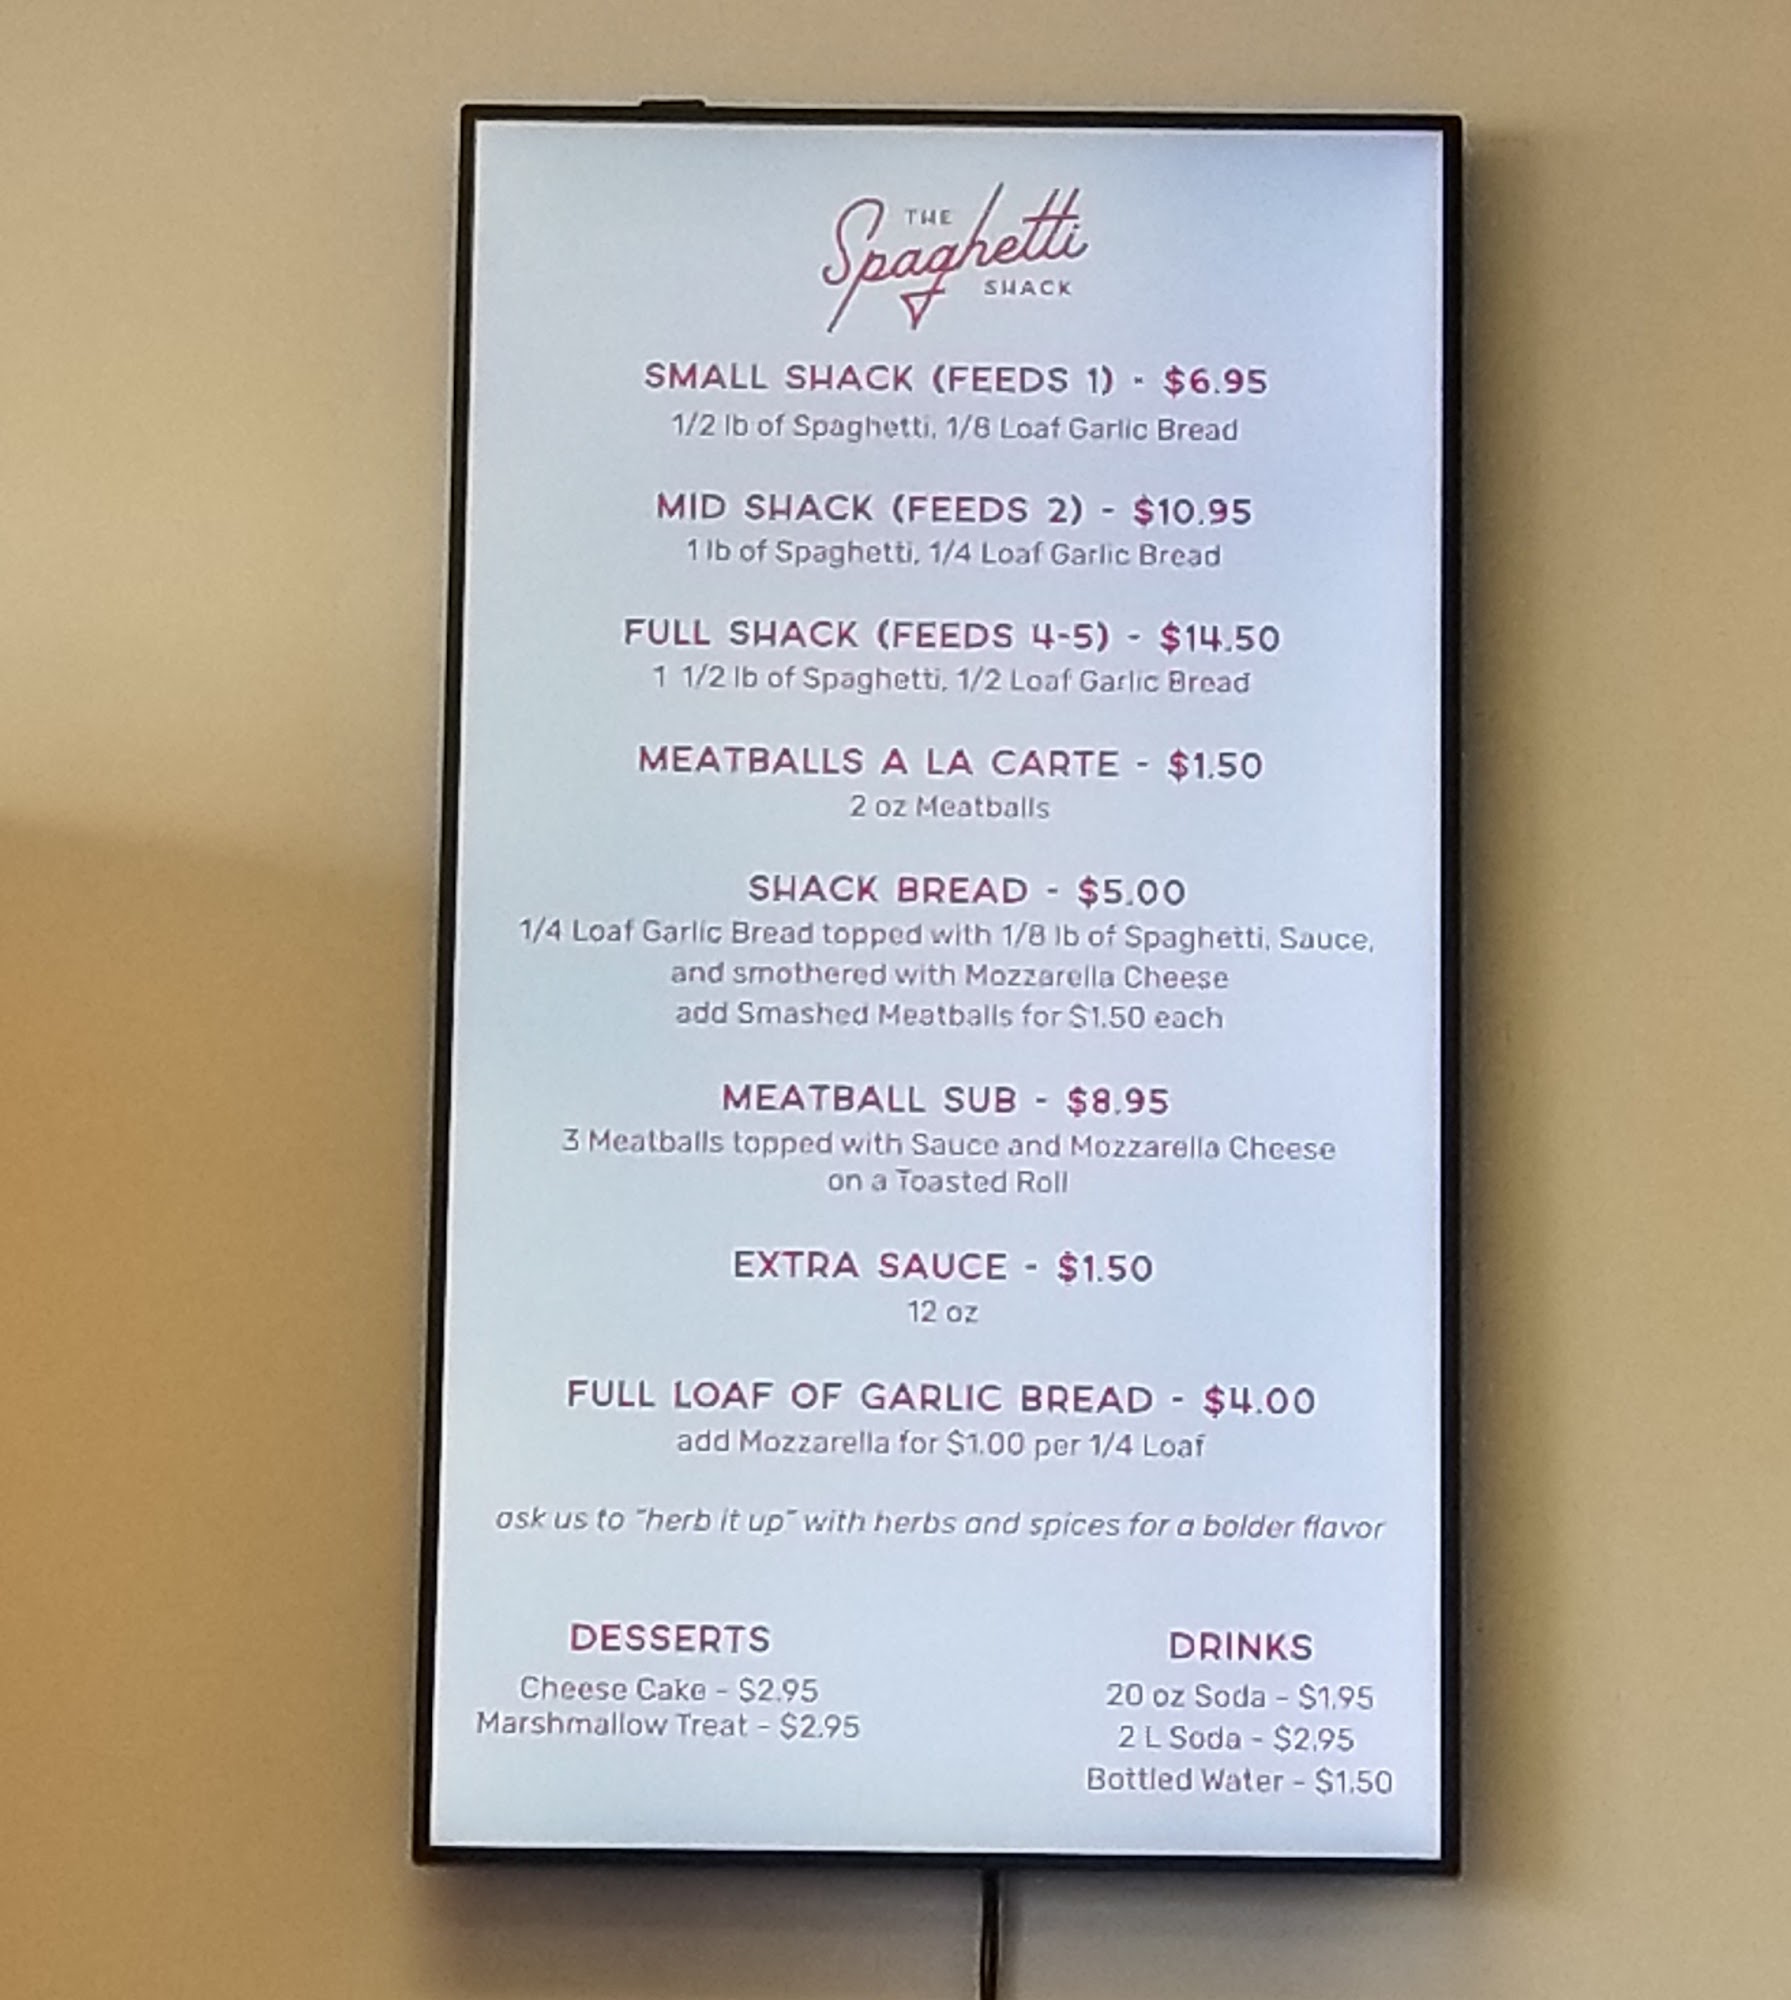 THE
Spaghetti
SHACK
SMALL SHACK (FEEDS 1) - $6.95
1/2 lb of Spaghetti, 1/8 Loaf Garlic Bread
MID SHACK (FEEDS 2) - $10.95
1 lb of Spaghetti, 1/4 Loaf Garlic Bread
FULL SHACK (FEEDS 4-5) - $14.50
1 1/2 lb of Spaghetti, 1/2 Loaf Garlic Bread
MEATBALLS A LA CARTE - $1.50
2 oz Meatballs
SHACK BREAD - $5.00
1/4 Loaf Garlic Bread topped with 1/8 lb of Spaghetti, Sauce,
and smothered with Mozzarella Cheese
add Smashed Meatballs for $1.50 each
MEATBALL SUB - $8.95
3 Meatballs topped with Sauce and Mozzarella Cheese
on a Toasted Roll
EXTRA SAUCE - $1.50
12 oz
FULL LOAF OF GARLIC BREAD - $4.00
add Mozzarella for $1.00 per 1/4 Loaf
ask us to "herb it up" with herbs and spices for a bolder flavor
DESSERTS
Cheese Cake - $2.95
Marshmallow Treat - $2.95
DRINKS
20 oz Soda - $1.95
2 L Soda - $2.95
Bottled Water - $1.50